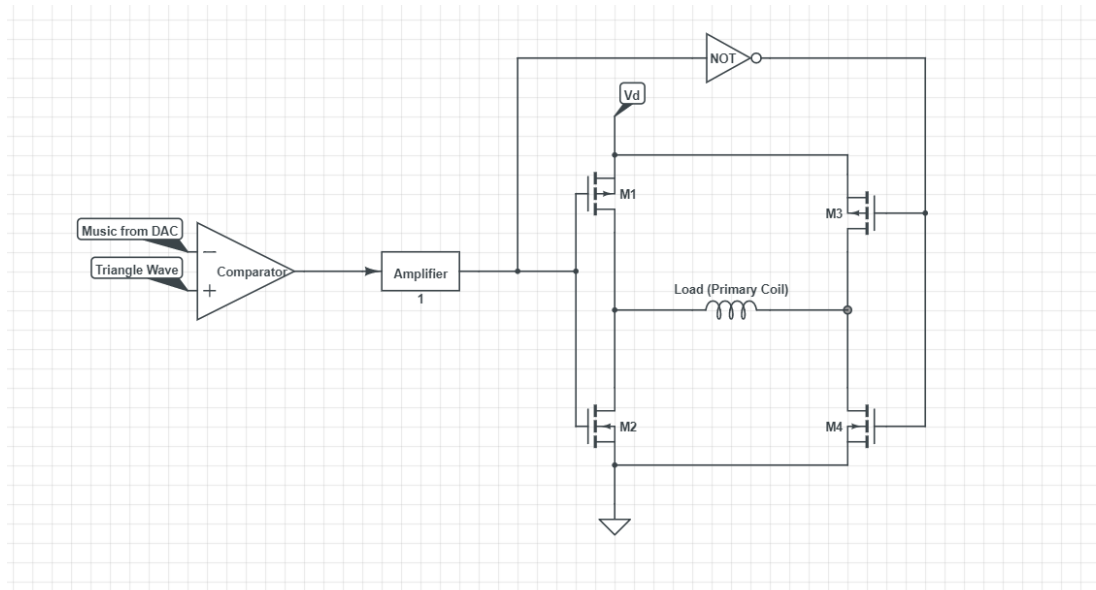 NOT
Vd
M1
M3
Music from DAC
Triangle Wave
−
+
Comparator
Amplifier
1
Load (Primary Coil)
M2
M4